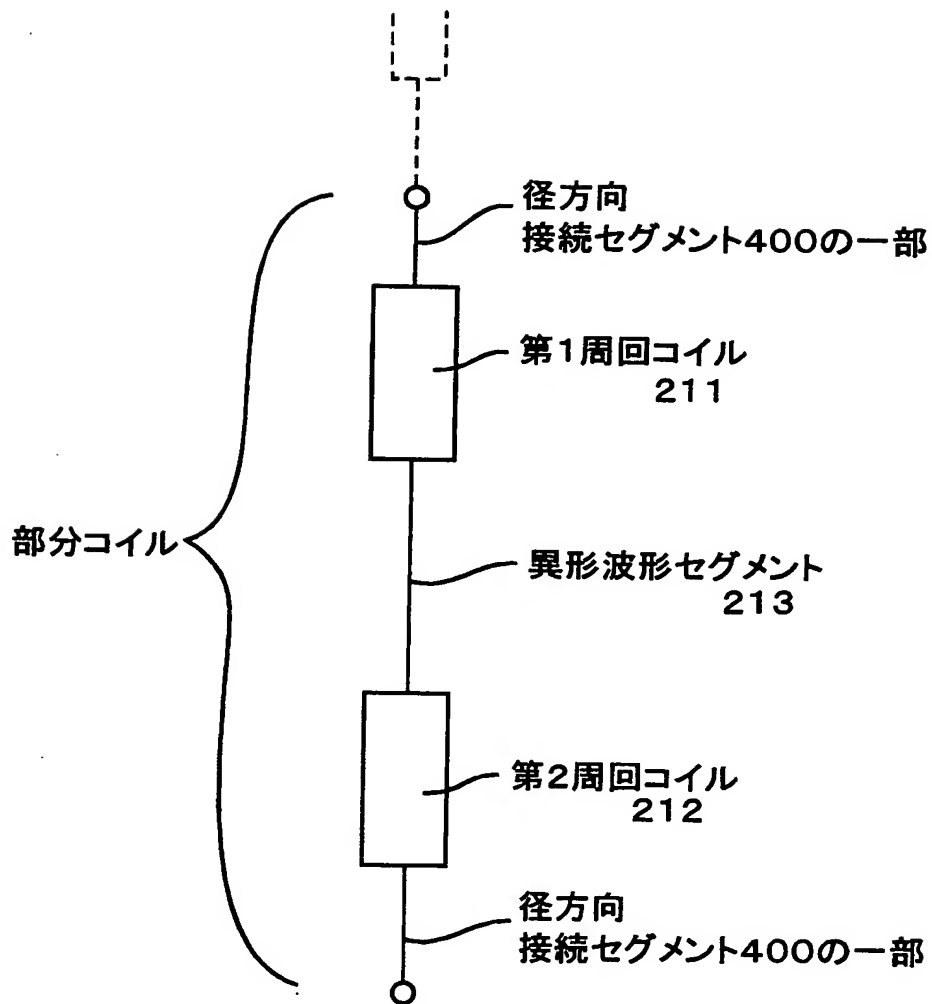 径方向
接続セグメント400の一部
第1周回コイル
211
部分コイル
異形波形セグメント
213
第2周回コイル
212
径方向
接続セグメント400の一部